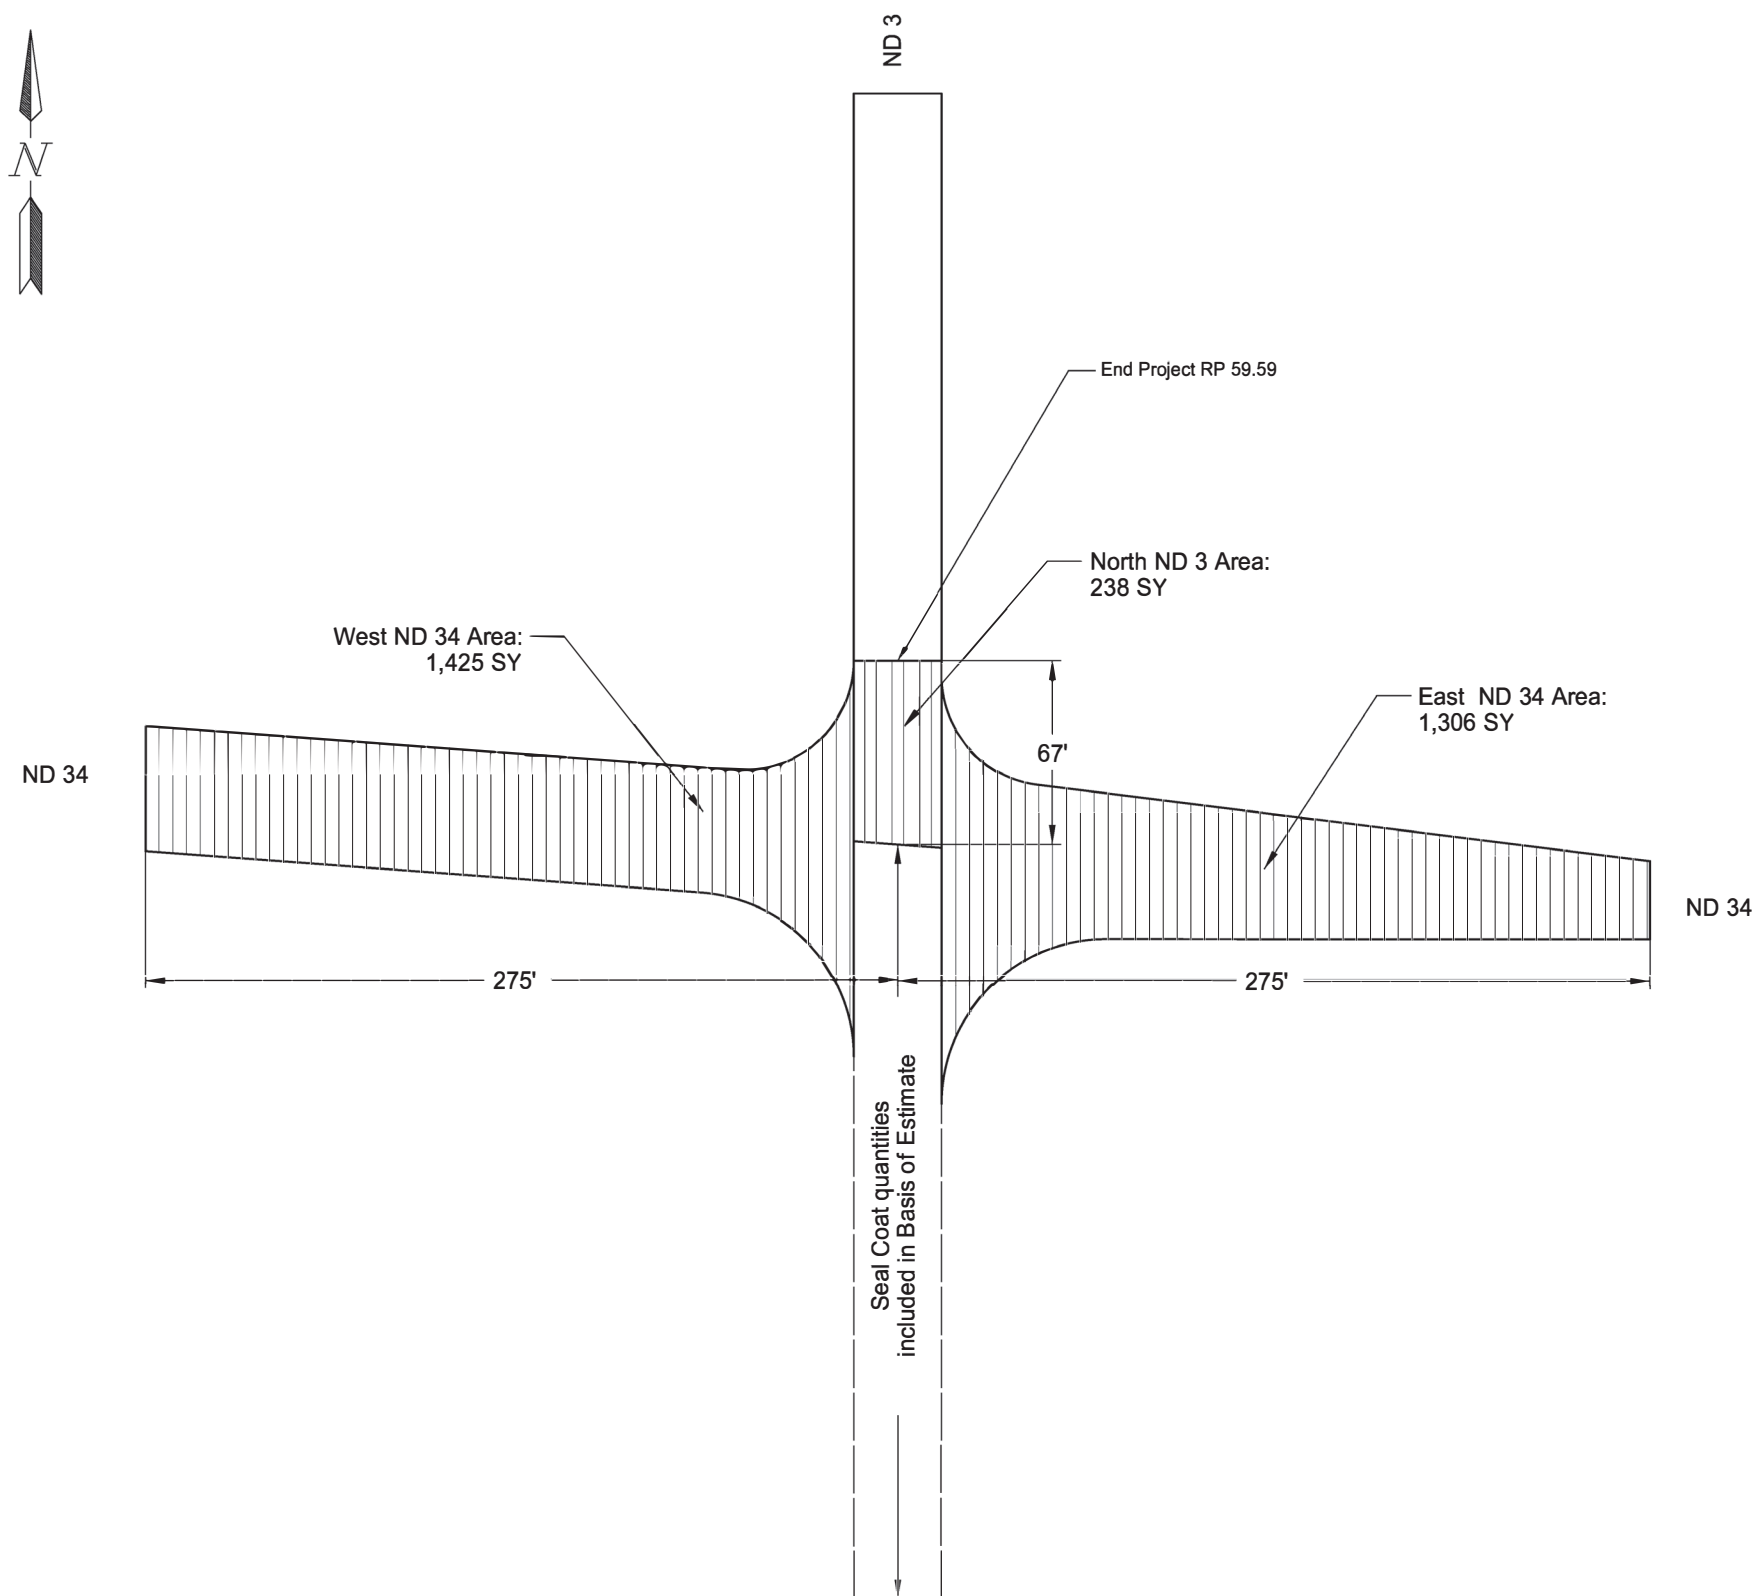 ND 3
N
End Project RP 59.59
North ND 3 Area:
238 SY
West ND 34 Area:
1,425 SY
East ND 34 Area:
1,306 SY
67'
ND 34
ND 34
275'
275'
Seal Coat quantities
included in Basis of Estimate